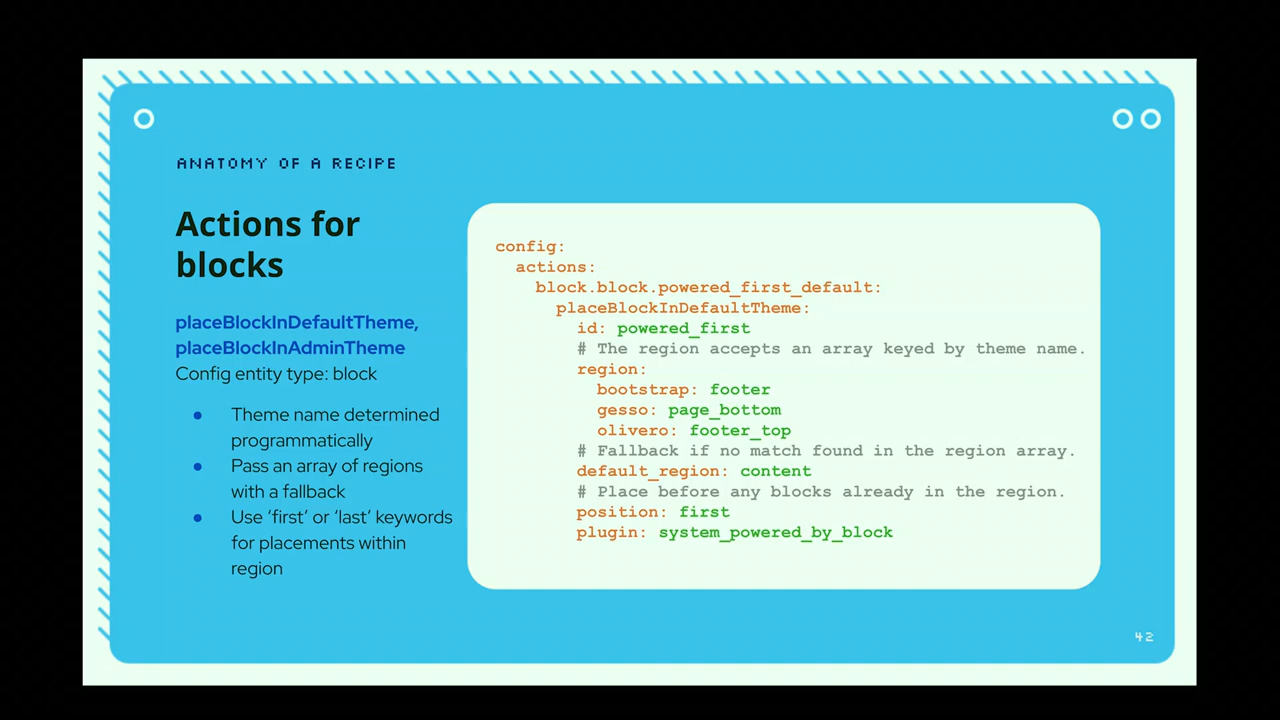 ANATOMY OF A RECIPE
Actions for
blocks
placeBlockInDefaultTheme,
placeBlockInAdminTheme
Config entity type: block
● Theme name determined
programmatically
● Pass an array of regions
with a fallback
● Use ‘first’ or ‘last’ keywords
for placements within
region
config:
  actions:
    block.block.powered_first_default:
      placeBlockInDefaultTheme:
        id: powered_first
        # The region accepts an array keyed by theme name.
        region:
          bootstrap: footer
          gesso: page_bottom
          olivero: footer_top
        # Fallback if no match found in the region array.
        default_region: content
        # Place before any blocks already in the region.
        position: first
        plugin: system_powered_by_block
42